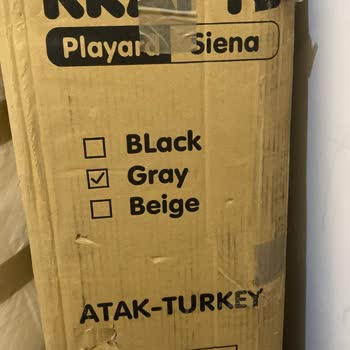 Playard Siena
BLack
Gray
Beige
ATAK-TURKEY